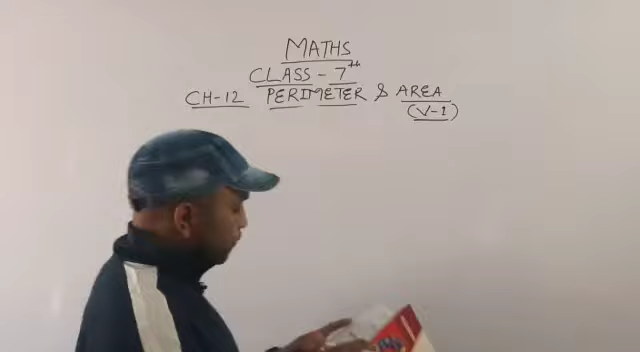 MATHS
CLASS - 7th
CH-12 PERIMETER & AREA
(V-1)